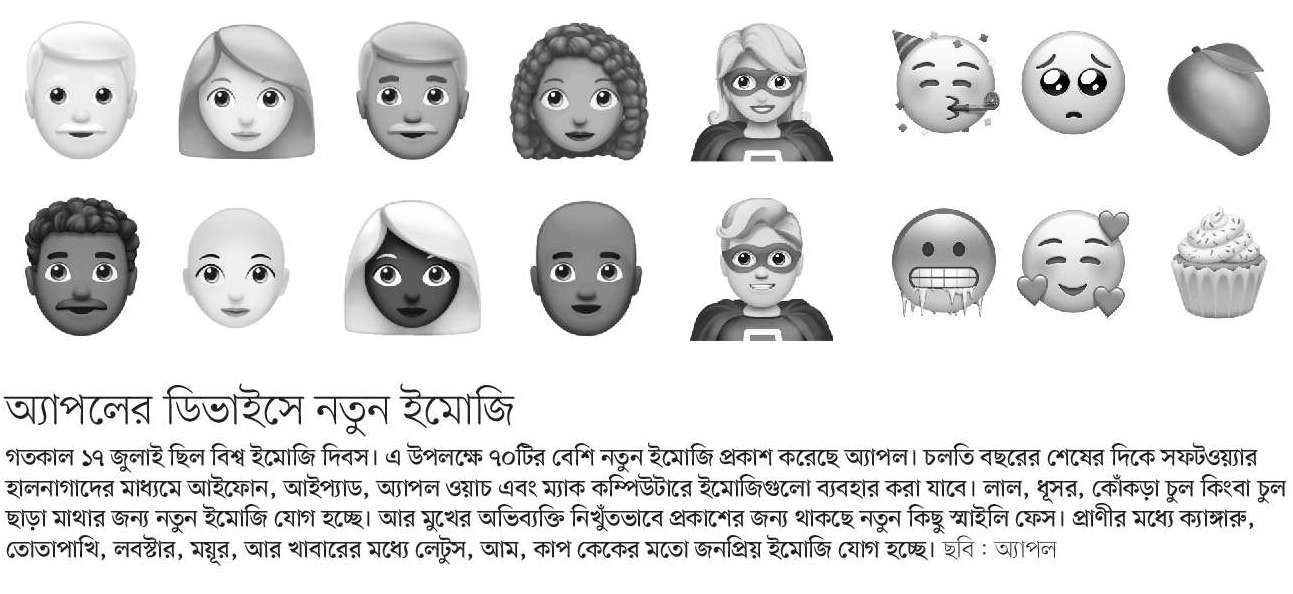 অ্যাপলের ডিভাইসে নতুন ইমোজি
গতকাল ১৭ জুলাই ছিল বিশ্ব ইমোজি দিবস। এ উপলক্ষে ৭০টির বেশি নতুন ইমোজি প্রকাশ করেছে অ্যাপল। চলতি বছরের শেষের দিকে সফটওয়্যার
হালনাগাদের মাধ্যমে আইফোন, আইপ্যাড, অ্যাপল ওয়াচ এবং ম্যাক কম্পিউটারে ইমোজিগুলো ব্যবহার করা যাবে। লাল, ধূসর, কোঁকড়া চুল কিংবা চুল
ছাড়া মাথার জন্য নতুন ইমোজি যোগ হচ্ছে। আর মুখের অভিব্যক্তি নিখুঁতভাবে প্রকাশের জন্য থাকছে নতুন কিছু স্মাইলি ফেস। প্রাণীর মধ্যে ক্যাঙ্গারু,
তোতাপাখি, লবস্টার, ময়ূর, আর খাবারের মধ্যে লেটুস, আম, কাপ কেকের মতো জনপ্রিয় ইমোজি যোগ হচ্ছে। ছবি : অ্যাপল